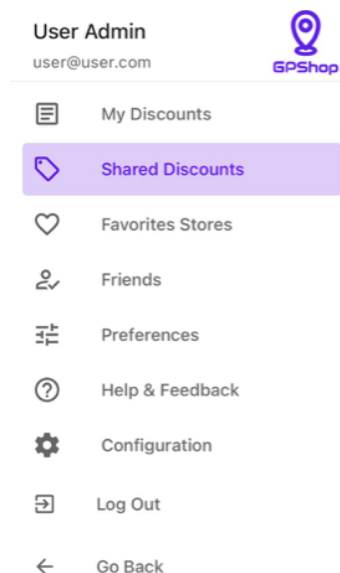 User Admin
user@user.com
GPShop
My Discounts
Shared Discounts
Favorites Stores
Friends
Preferences
Help & Feedback
Configuration
Log Out
Go Back